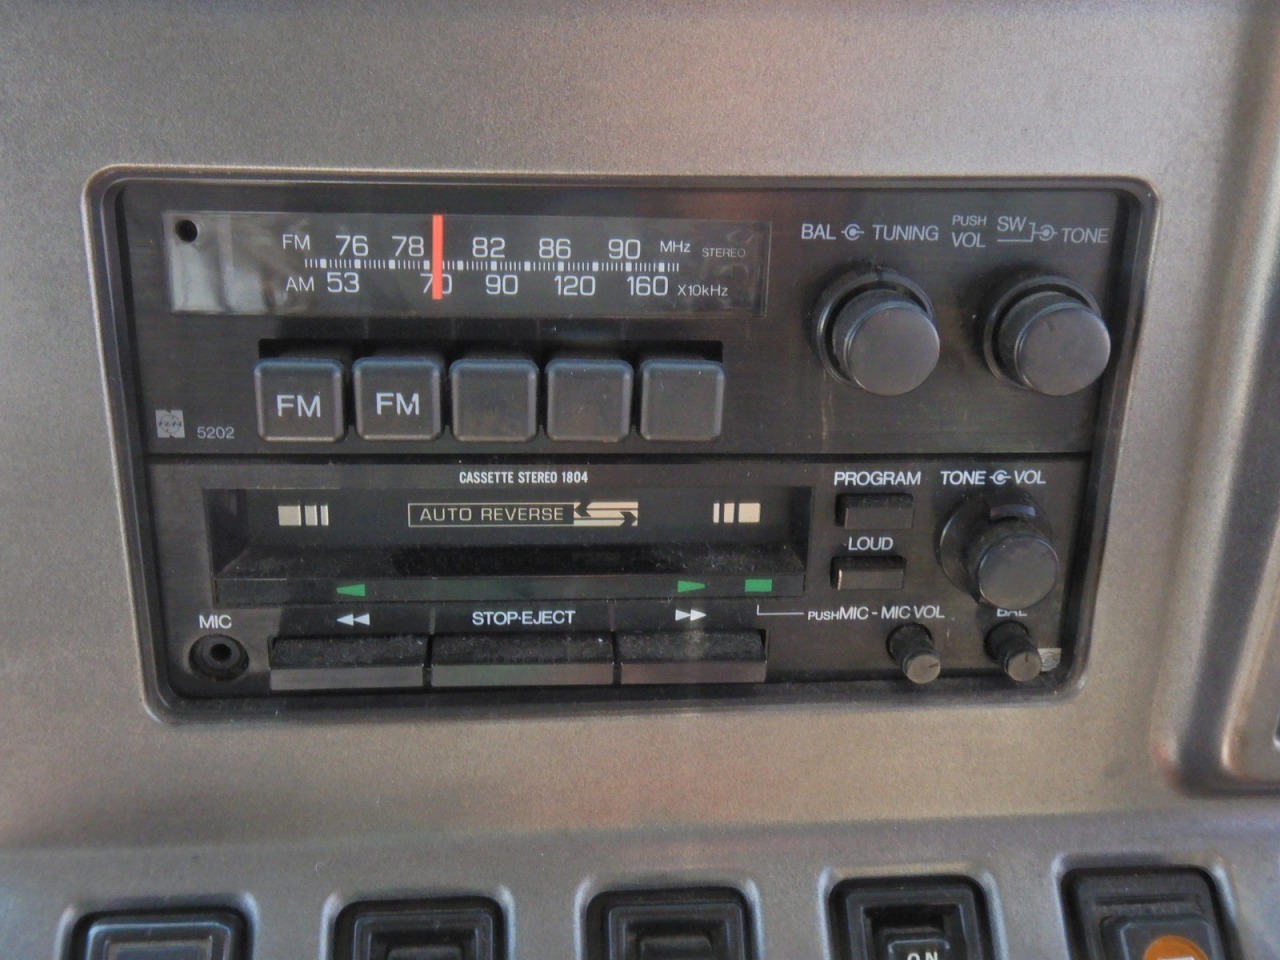 BAL TUNING PUSH VOL SW TONE
FM 76 78 82 86 90 MHz STEREO
AM 53 70 90 120 160 X10kHz
FM FM
5202
CASSETTE STEREO 1804
PROGRAM TONE VOL
AUTO REVERSE
LOUD
MIC STOP·EJECT PUSH MIC - MIC VOL BAL
ON